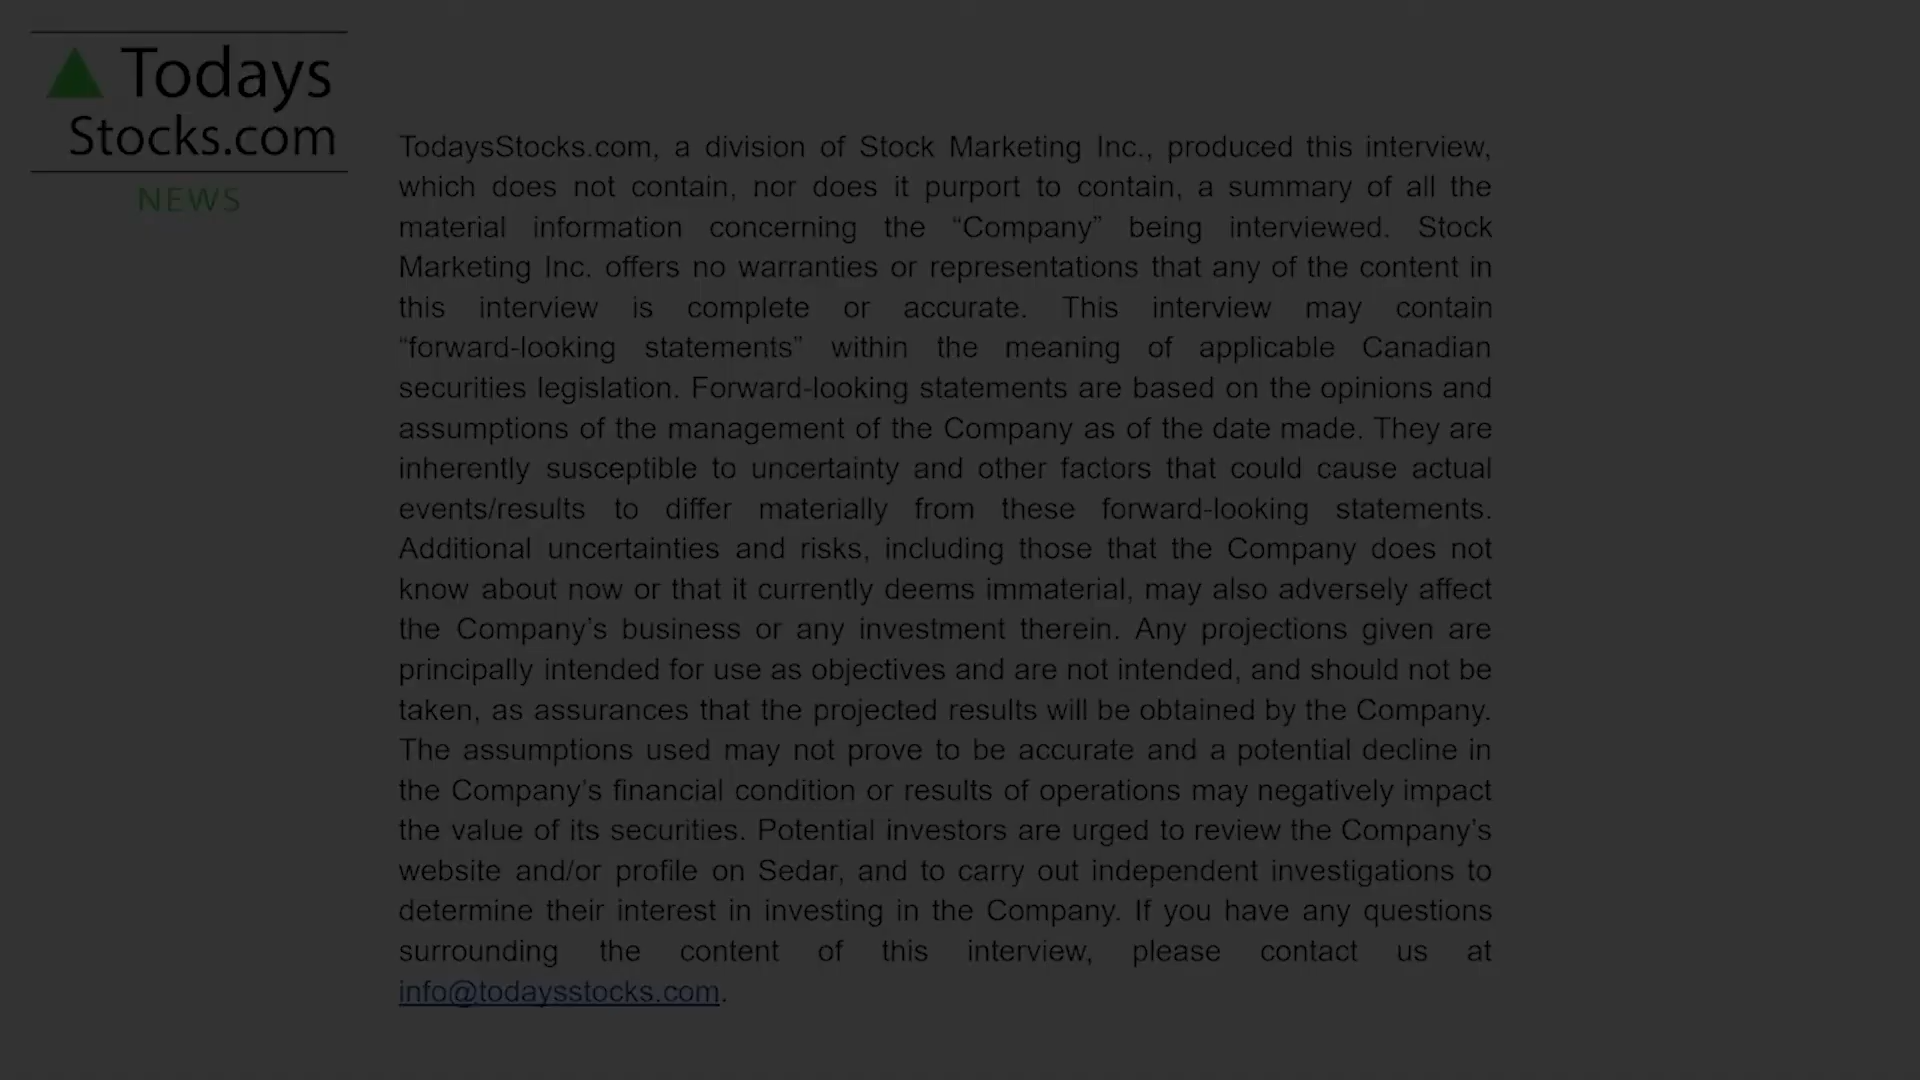 Todays
Stocks.com
NEWS
TodaysStocks.com, a division of Stock Marketing Inc., produced this interview,
which does not contain, nor does it purport to contain, a summary of all the
material information concerning the “Company” being interviewed. Stock
Marketing Inc. offers no warranties or representations that any of the content in
this interview is complete or accurate. This interview may contain
“forward-looking statements” within the meaning of applicable Canadian
securities legislation. Forward-looking statements are based on the opinions and
assumptions of the management of the Company as of the date made. They are
inherently susceptible to uncertainty and other factors that could cause actual
events/results to differ materially from these forward-looking statements.
Additional uncertainties and risks, including those that the Company does not
know about now or that it currently deems immaterial, may also adversely affect
the Company’s business or any investment therein. Any projections given are
principally intended for use as objectives and are not intended, and should not be
taken, as assurances that the projected results will be obtained by the Company.
The assumptions used may not prove to be accurate and a potential decline in
the Company’s financial condition or results of operations may negatively impact
the value of its securities. Potential investors are urged to review the Company’s
website and/or profile on Sedar, and to carry out independent investigations to
determine their interest in investing in the Company. If you have any questions
surrounding the content of this interview, please contact us at
info@todaysstocks.com.